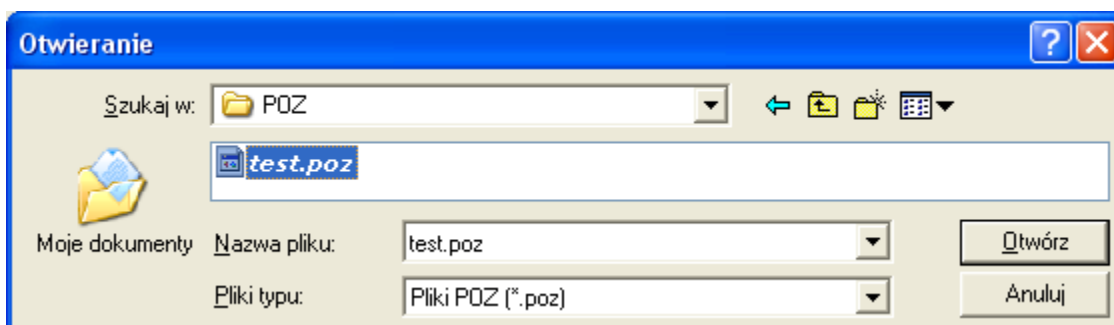 Otwieranie
Szukaj w: POZ
test.poz
Moje dokumenty
Nazwa pliku: test.poz Otwórz
Pliki typu: Pliki POZ (*.poz) Anuluj